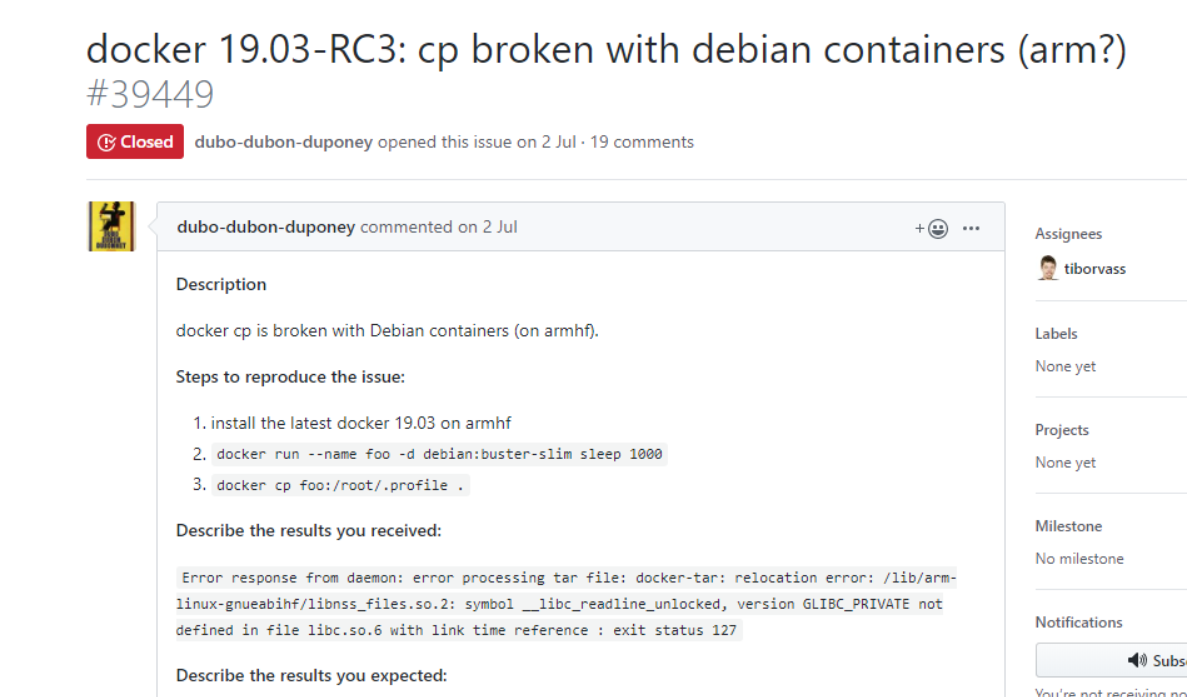 docker 19.03-RC3: cp broken with debian containers (arm?)
#39449
Closed dubo-dubon-duponey opened this issue on 2 Jul · 19 comments
dubo-dubon-duponey commented on 2 Jul
Description
docker cp is broken with Debian containers (on armhf).
Steps to reproduce the issue:
1. install the latest docker 19.03 on armhf
2. docker run --name foo -d debian:buster-slim sleep 1000
3. docker cp foo:/root/.profile .
Describe the results you received:
Error response from daemon: error processing tar file: docker-tar: relocation error: /lib/arm-
linux-gnueabihf/libnss_files.so.2: symbol __libc_readline_unlocked, version GLIBC_PRIVATE not
defined in file libc.so.6 with link time reference : exit status 127
Describe the results you expected:
Assignees
tiborvass
Labels
None yet
Projects
None yet
Milestone
No milestone
Notifications
Subs